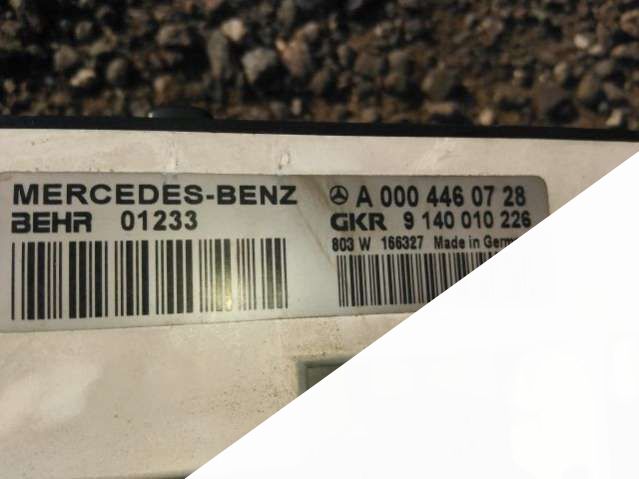 MERCEDES-BENZ
BEHR 01233
A 000 446 07 28
GKR 9 140 010 226
803 W 166327 Made in